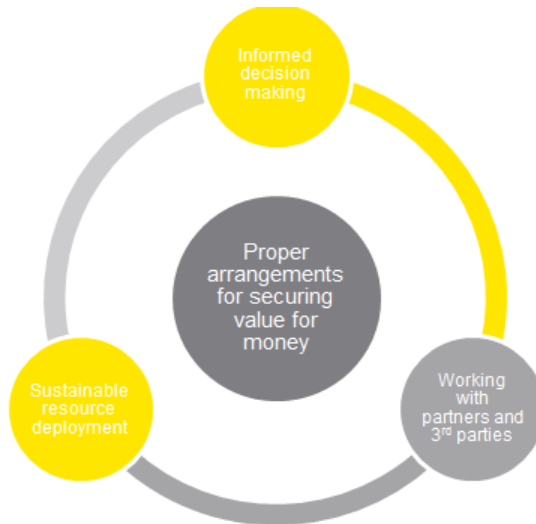 Informed
decision
making
Proper
arrangements
for securing
value for
money
Sustainable
resource
deployment
Working
with
partners and
3rd parties